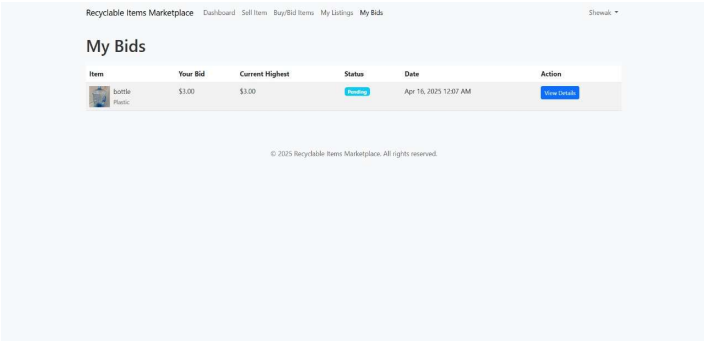 Recyclable Items Marketplace Dashboard Sell Item Buy/Bid Items My Listings My Bids Shewak
My Bids
Item Your Bid Current Highest Status Date Action
bottle $3.00 $3.00 Pending Apr 16, 2025 12:07 AM View Details
Plastic
© 2025 Recyclable Items Marketplace. All rights reserved.